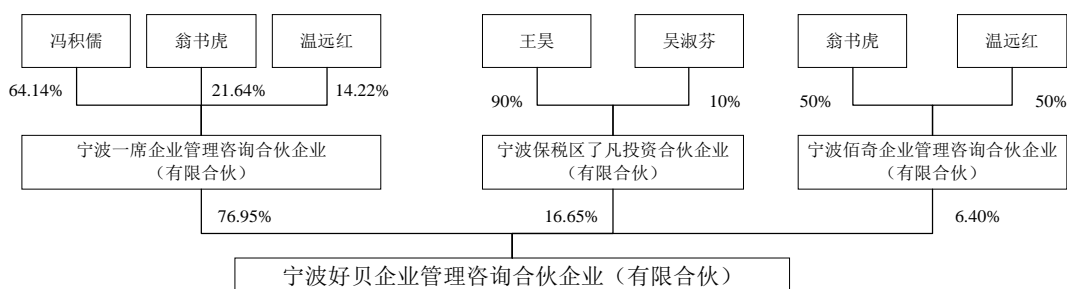 冯积儒
翁书虎
温远红
王昊
吴淑芬
翁书虎
温远红
64.14%
21.64%
14.22%
90%
10%
50%
50%
宁波一席企业管理咨询合伙企业
（有限合伙）
宁波保税区了凡投资合伙企业
（有限合伙）
宁波佰奇企业管理咨询合伙企业
（有限合伙）
76.95%
16.65%
6.40%
宁波好贝企业管理咨询合伙企业（有限合伙）